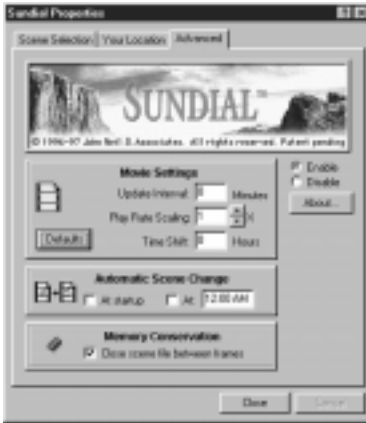 Sundial Properties
Scene Selection Your Location Advanced
SUNDIAL™
© 1996-97 John Neil & Associates. All rights reserved. Patent pending
Movie Settings
Update Interval: Minutes
Play Rate Scaling: 1 X
Time Shift: Hours
Defaults
Enable
Disable
About...
Automatic Scene Change
At startup At: 12:00 AM
Memory Conservation
Close scene file between frames
Close Cancel